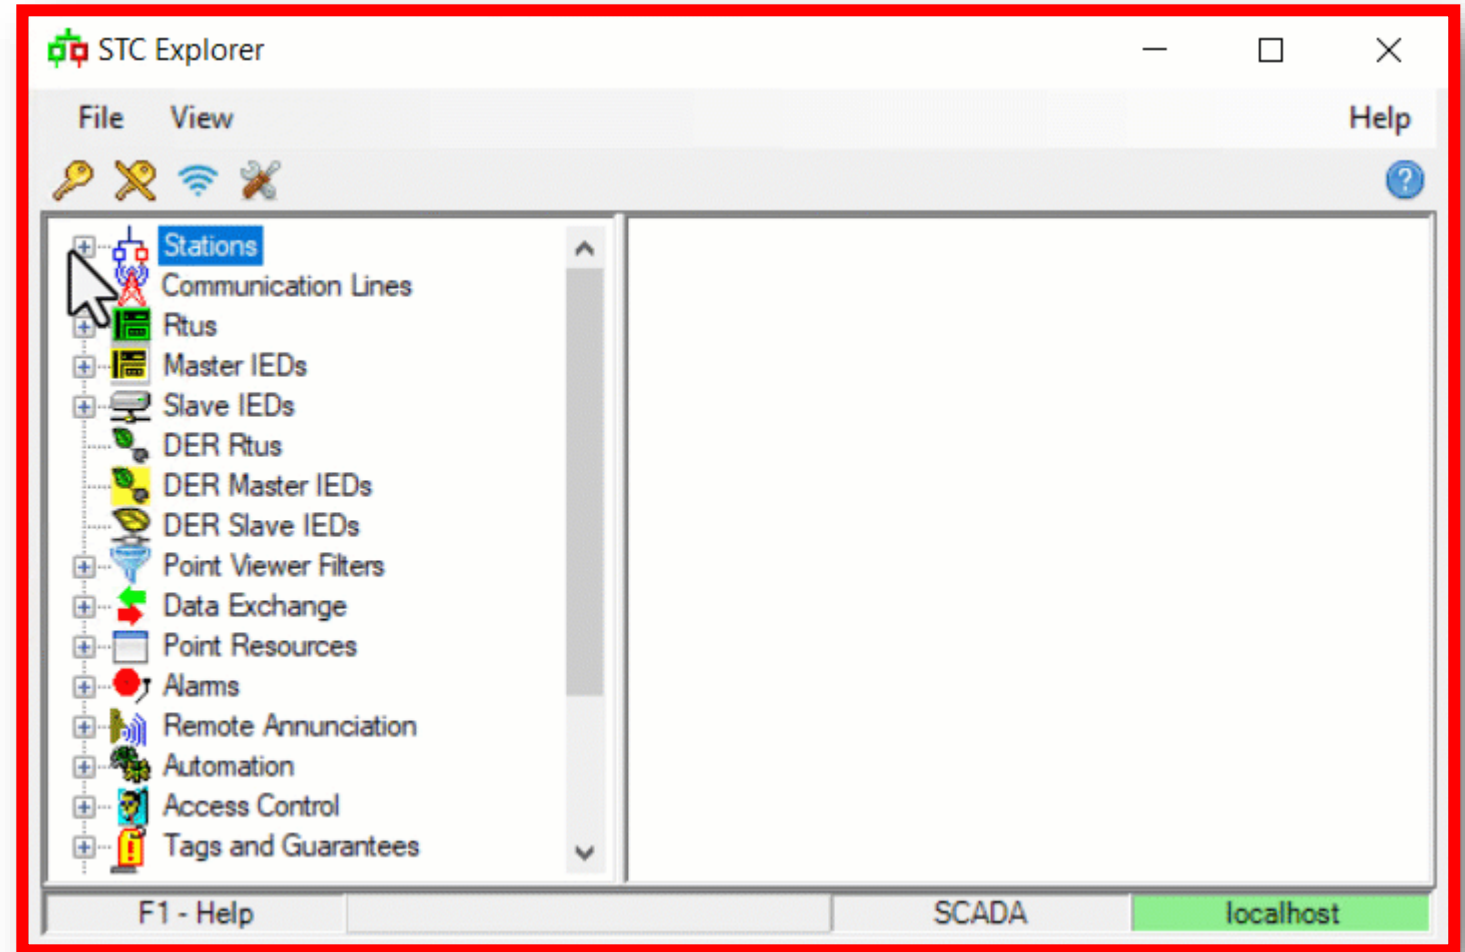 STC Explorer
File View Help
Stations
Communication Lines
Rtus
Master IEDs
Slave IEDs
DER Rtus
DER Master IEDs
DER Slave IEDs
Point Viewer Filters
Data Exchange
Point Resources
Alarms
Remote Annunciation
Automation
Access Control
Tags and Guarantees
F1 - Help SCADA localhost